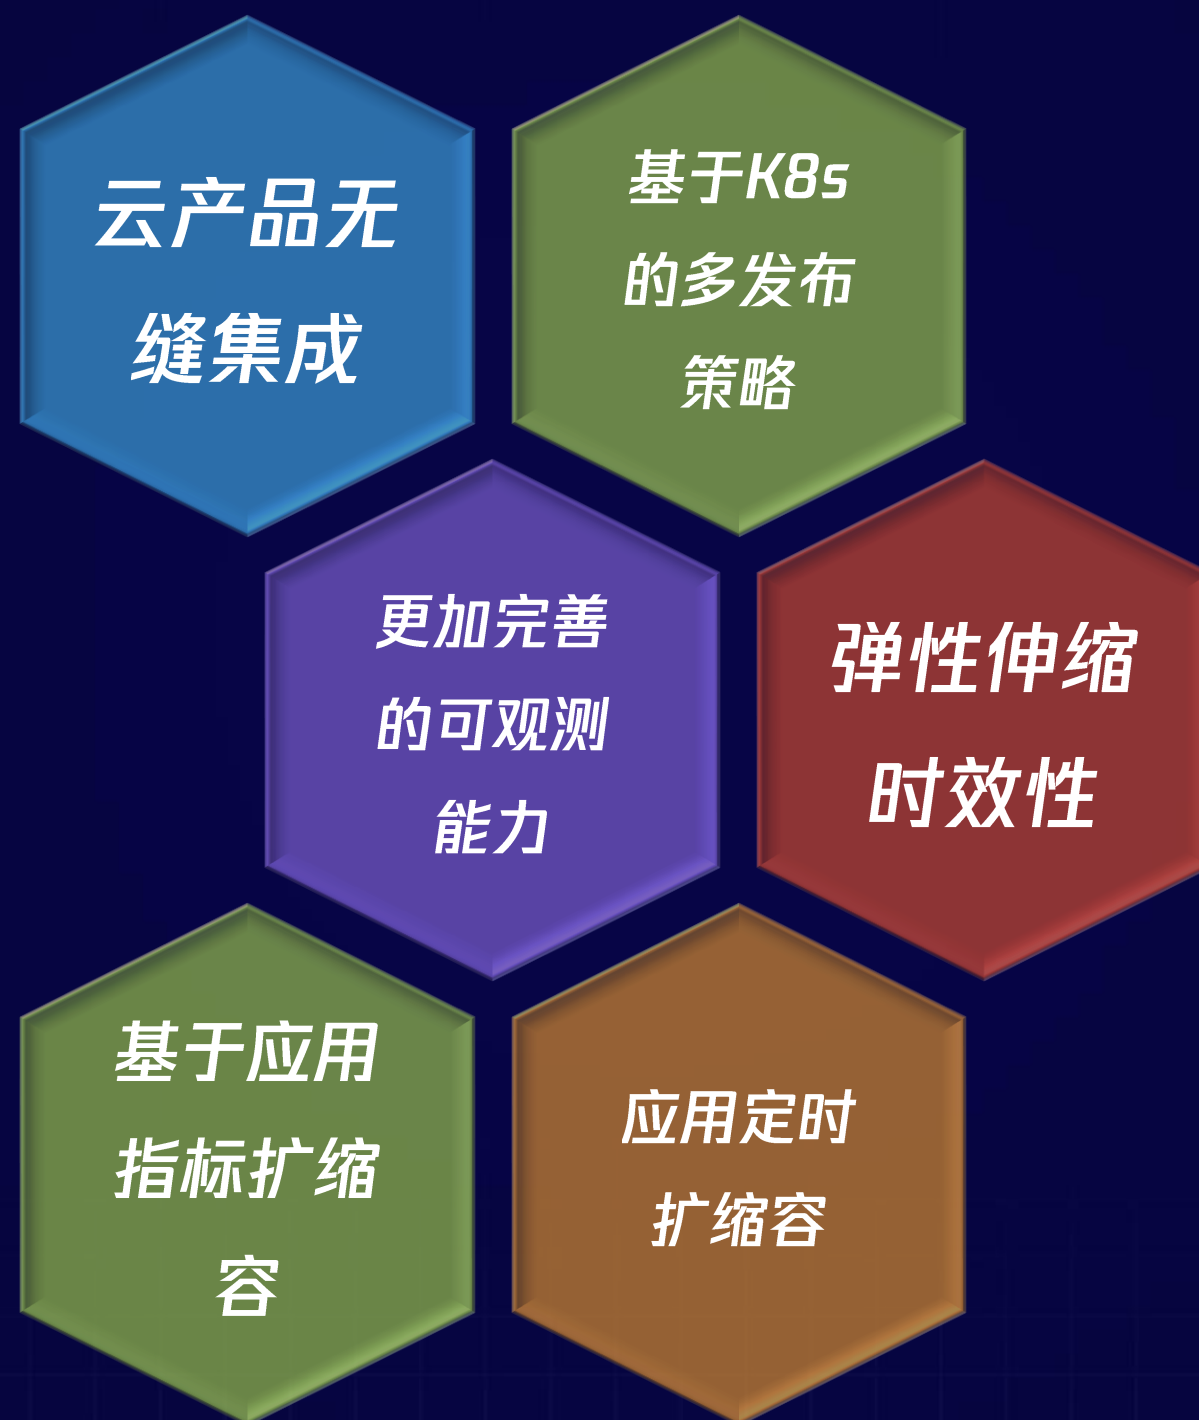 云产品无
缝集成
基于K8s
的多发布
策略
更加完善
的可观测
能力
弹性伸缩
时效性
基于应用
指标扩缩
容
应用定时
扩缩容